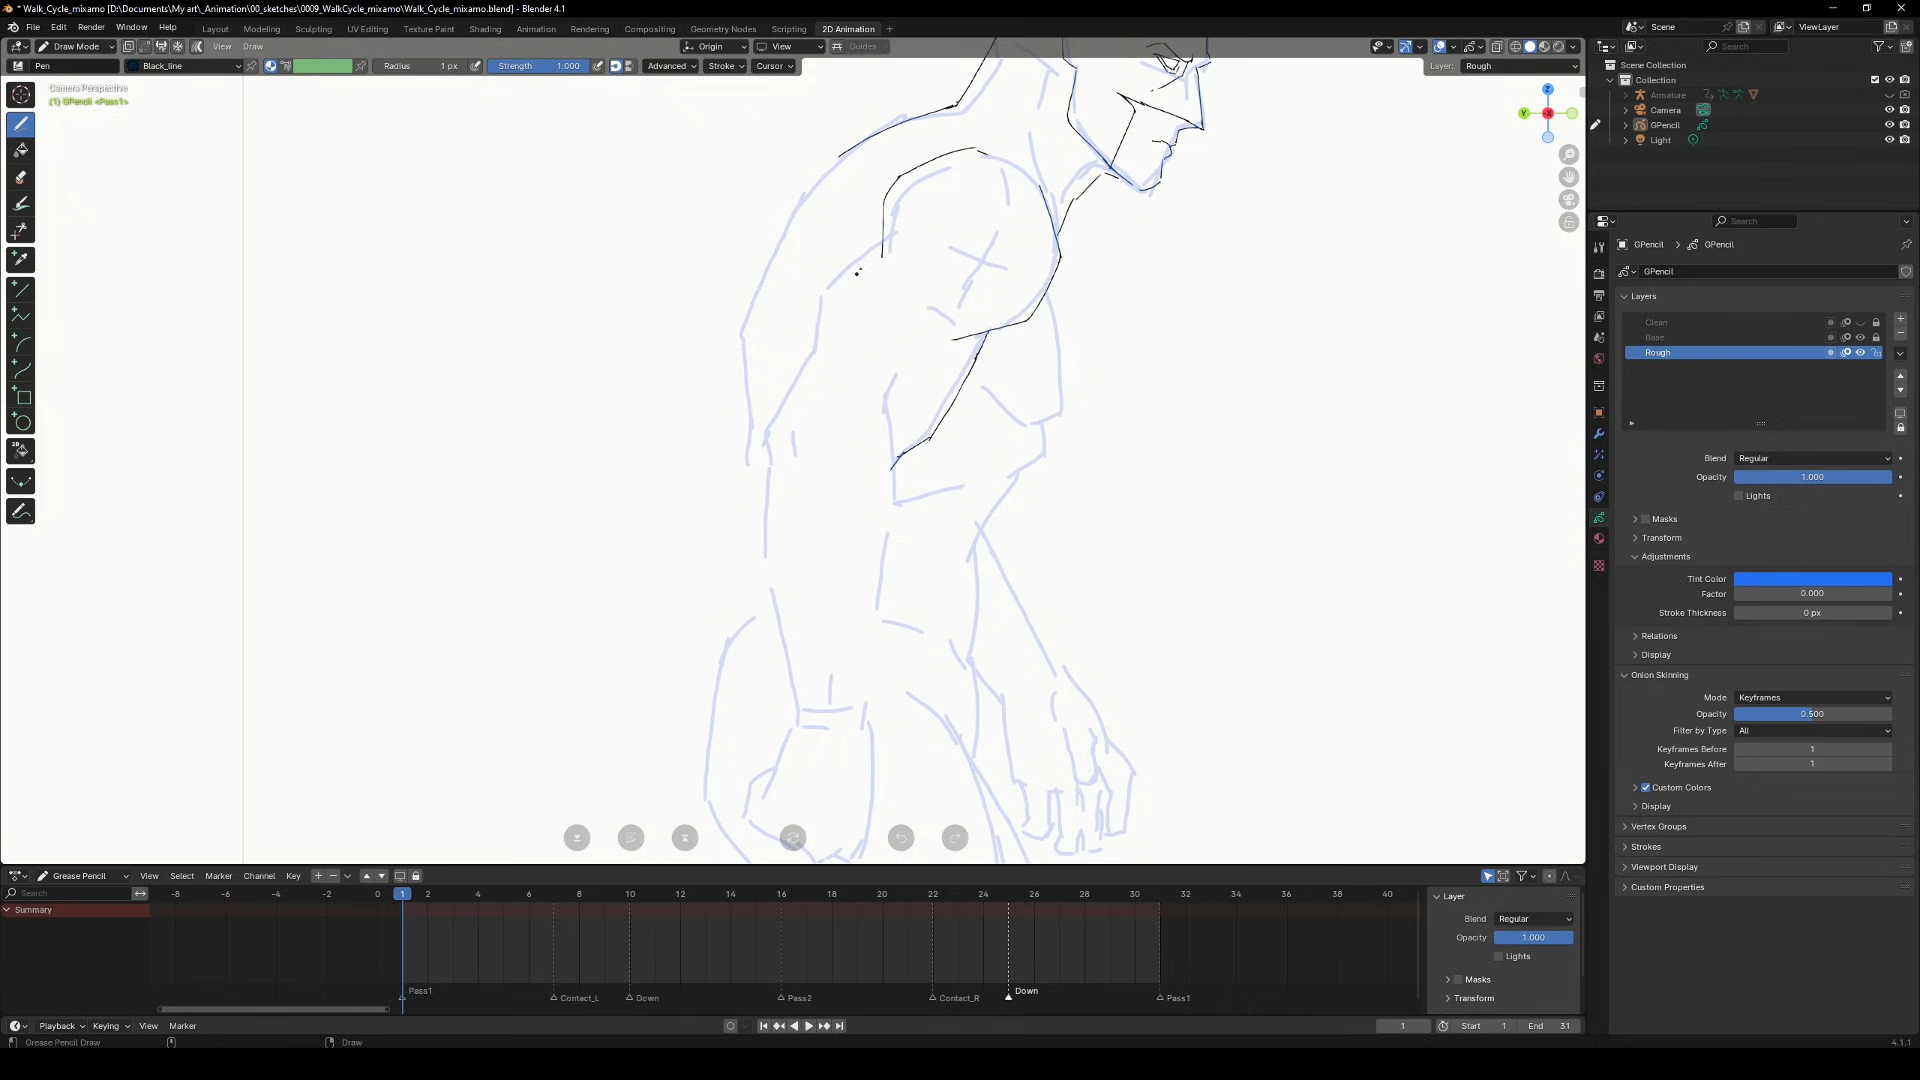 * Walk_Cycle_mixamo [D:\Documents\My art\_Animation\00_sketches\0009_WalkCycle_mixamo\Walk_Cycle_mixamo.blend] - Blender 4.1
File Edit Render Window Help
Layout Modeling Sculpting UV Editing Texture Paint Shading Animation Rendering Compositing Geometry Nodes Scripting 2D Animation +
Scene
ViewLayer
Draw Mode View Draw
Origin View Guides
Search
Pen Black_line Radius 1 px Strength 1.000 Advanced Stroke Cursor
Layer: Rough
Camera Perspective
(1) GPencil <Pass1>
Z
Y
X
Scene Collection
Collection
Armature
Camera
GPencil
Light
Search
GPencil GPencil
GPencil
Layers
Clean
Base
Rough
Blend Regular
Opacity 1.000
Lights
Masks
Transform
Adjustments
Tint Color
Factor 0.000
Stroke Thickness 0 px
Relations
Display
Onion Skinning
Mode Keyframes
Opacity 0.500
Filter by Type All
Keyframes Before 1
Keyframes After 1
Custom Colors
Display
Vertex Groups
Strokes
Viewport Display
Custom Properties
Grease Pencil View Select Marker Channel Key
Search
-8 -6 -4 -2 0 1 2 4 6 8 10 12 14 16 18 20 22 24 26 28 30 32 34 36 38 40
Summary
Pass1 Contact_L Down Pass2 Contact_R Down Pass1
Layer
Blend Regular
Opacity 1.000
Lights
Masks
Transform
Playback Keying View Marker
1 Start 1 End 31
Grease Pencil Draw
Draw
4.1.1